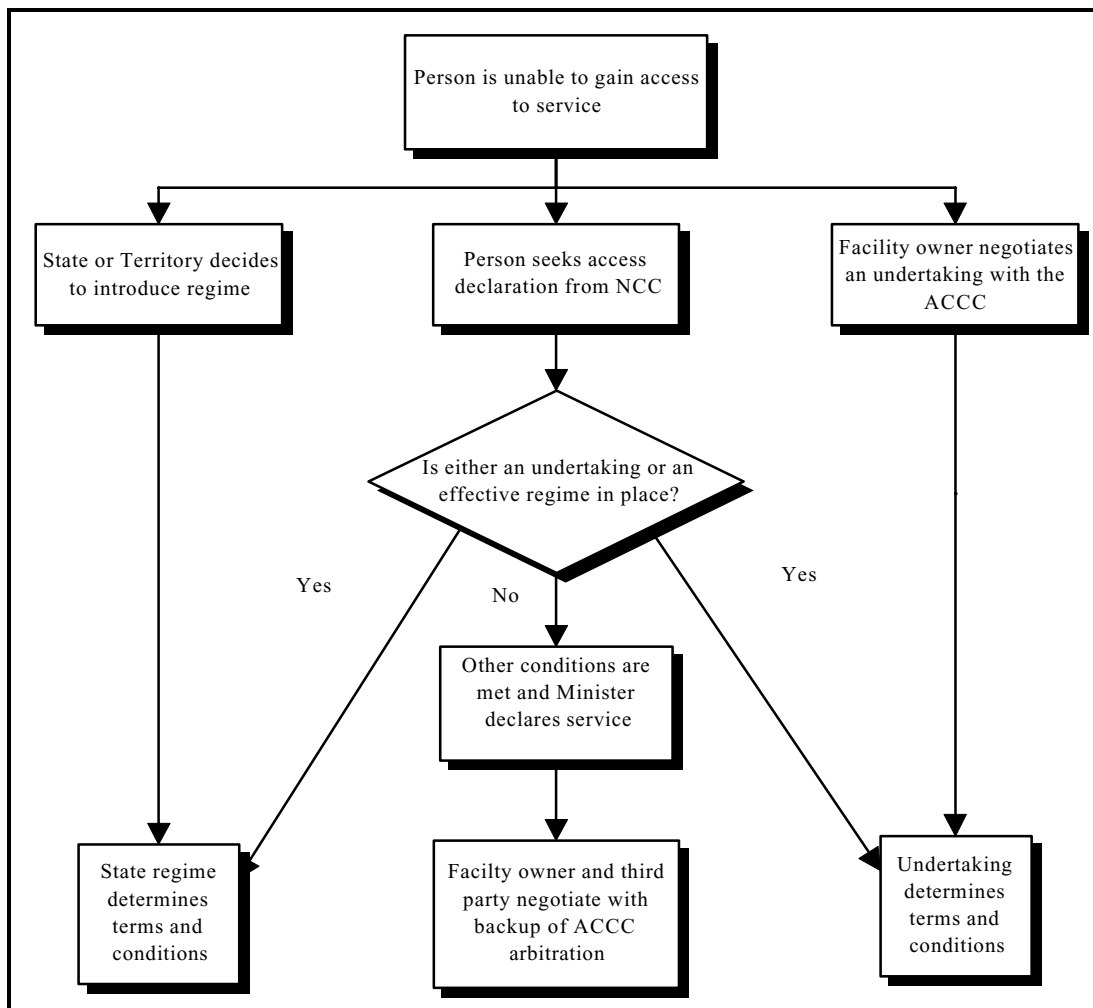 Person is unable to gain access
to service
State or Territory decides
to introduce regime
Person seeks access
declaration from NCC
Facility owner negotiates
an undertaking with the
ACCC
Is either an undertaking or an
effective regime in place?
Yes
No
Yes
Other conditions are
met and Minister
declares service
State regime
determines
terms and
conditions
Facilty owner and third
party negotiate with
backup of ACCC
arbitration
Undertaking
determines
terms and
conditions